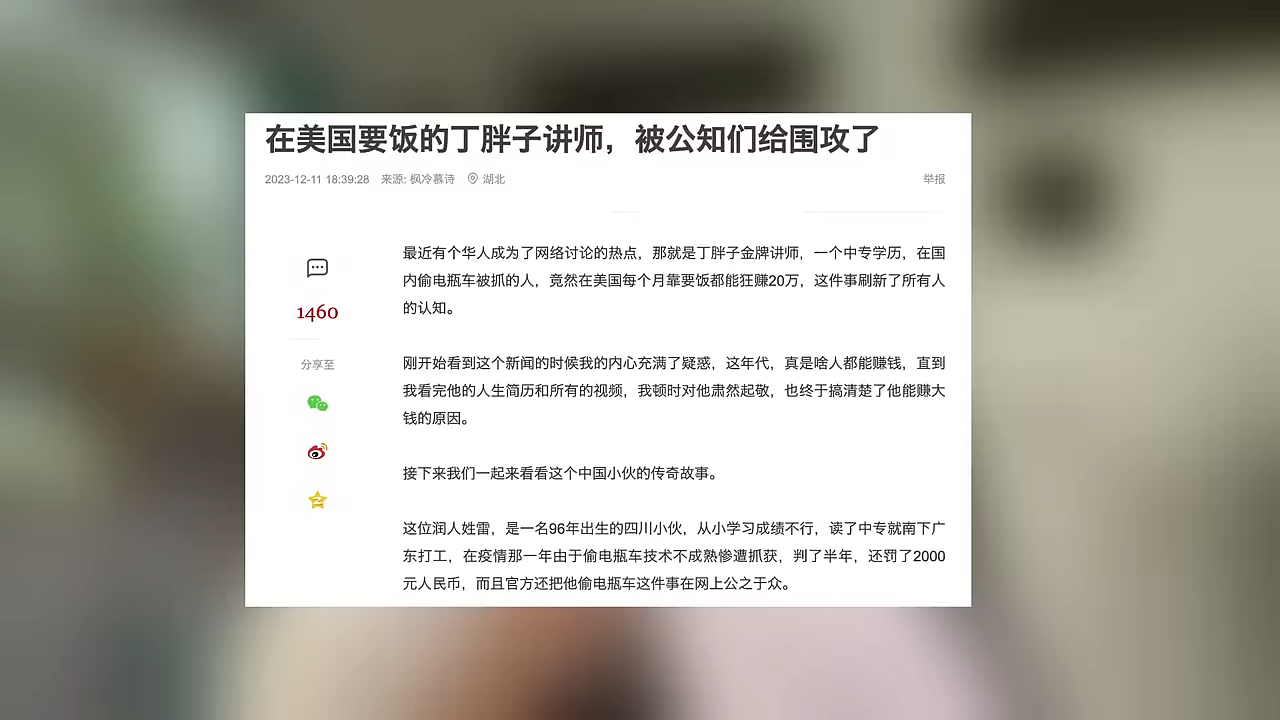 在美国要饭的丁胖子讲师，被公知们给围攻了
2023-12-11 18:39:28 来源: 枫冷慕诗 湖北 举报
1460
分享至
最近有个华人成为了网络讨论的热点，那就是丁胖子金牌讲师，一个中专学历，在国
内偷电瓶车被抓的人，竟然在美国每个月靠要饭都能狂赚20万，这件事刷新了所有人
的认知。
刚开始看到这个新闻的时候我的内心充满了疑惑，这年代，真是啥人都能赚钱，直到
我看完他的人生简历和所有的视频，我顿时对他肃然起敬，也终于搞清楚了他能赚大
钱的原因。
接下来我们一起来看看这个中国小伙的传奇故事。
这位润人姓雷，是一名96年出生的四川小伙，从小学习成绩不行，读了中专就南下广
东打工，在疫情那一年由于偷电瓶车技术不成熟惨遭抓获，判了半年，还罚了2000
元人民币，而且官方还把他偷电瓶车这件事在网上公之于众。